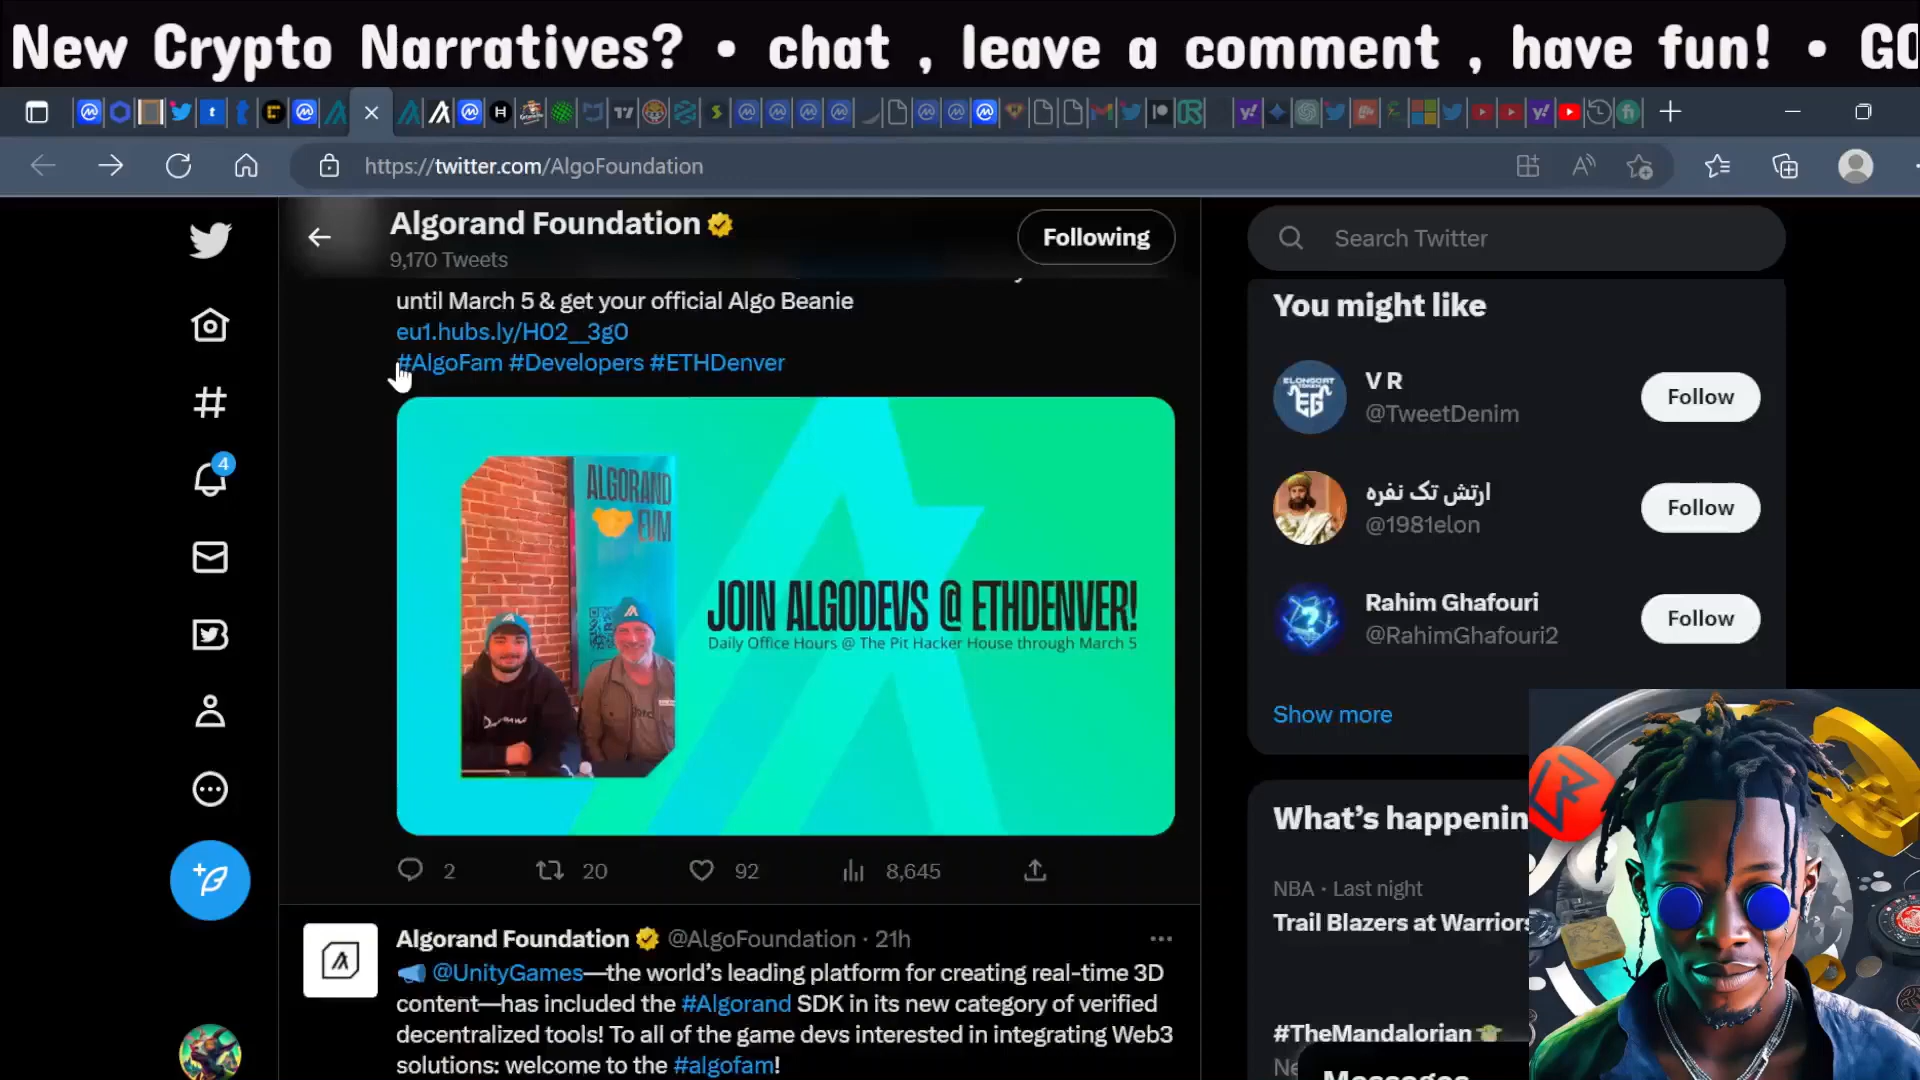 New Crypto Narratives? • chat , leave a comment , have fun! • GO
https://twitter.com/AlgoFoundation
Algorand Foundation
9,170 Tweets
Following
Search Twitter
until March 5 & get your official Algo Beanie
eu1.hubs.ly/H02__3g0
#AlgoFam #Developers #ETHDenver
ALGORAND
EVM
JOIN ALGODEVS @ ETHDENVER!
Daily Office Hours @ The Pit Hacker House through March 5
2
20
92
8,645
Algorand Foundation @AlgoFoundation · 21h
@UnityGames—the world's leading platform for creating real-time 3D
content—has included the #Algorand SDK in its new category of verified
decentralized tools! To all of the game devs interested in integrating Web3
solutions: welcome to the #algofam!
4
You might like
V R
@TweetDenim
Follow
ارتش تک نفره
@1981elon
Follow
Rahim Ghafouri
@RahimGhafouri2
Follow
Show more
What's happenin
NBA · Last night
Trail Blazers at Warriors
#TheMandalorian
Messages